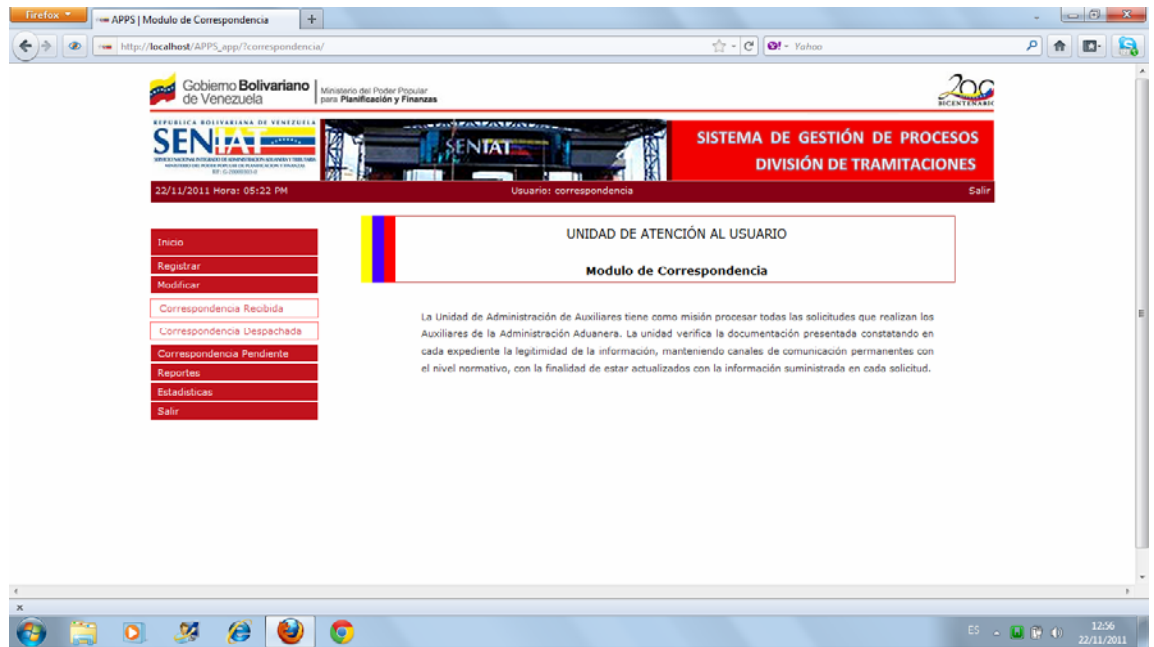 Firefox
APPS | Modulo de Correspondencia
+
http://localhost/APPS_app/?correspondencia/
Yahoo
Gobierno Bolivariano
de Venezuela
Ministerio del Poder Popular
para Planificación y Finanzas
200
BICENTENARIO
REPUBLICA BOLIVARIANA DE VENEZUELA
SENIAT
SENIAT
SISTEMA DE GESTIÓN DE PROCESOS
DIVISIÓN DE TRAMITACIONES
22/11/2011 Hora: 05:22 PM
Usuario: correspondencia
Salir
Inicio
Registrar
Modificar
Correspondencia Recibida
Correspondencia Despachada
Correspondencia Pendiente
Reportes
Estadisticas
Salir
UNIDAD DE ATENCIÓN AL USUARIO
Modulo de Correspondencia
La Unidad de Administración de Auxiliares tiene como misión procesar todas las solicitudes que realizan los
Auxiliares de la Administración Aduanera. La unidad verifica la documentación presentada constatando en
cada expediente la legitimidad de la información, manteniendo canales de comunicación permanentes con
el nivel normativo, con la finalidad de estar actualizados con la información suministrada en cada solicitud.
x
ES
12:56
22/11/2011